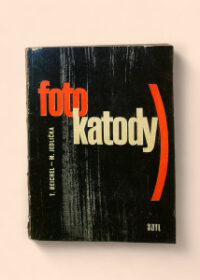 foto
katody
T. REICHEL – M. JEDLIČKA
SNTL